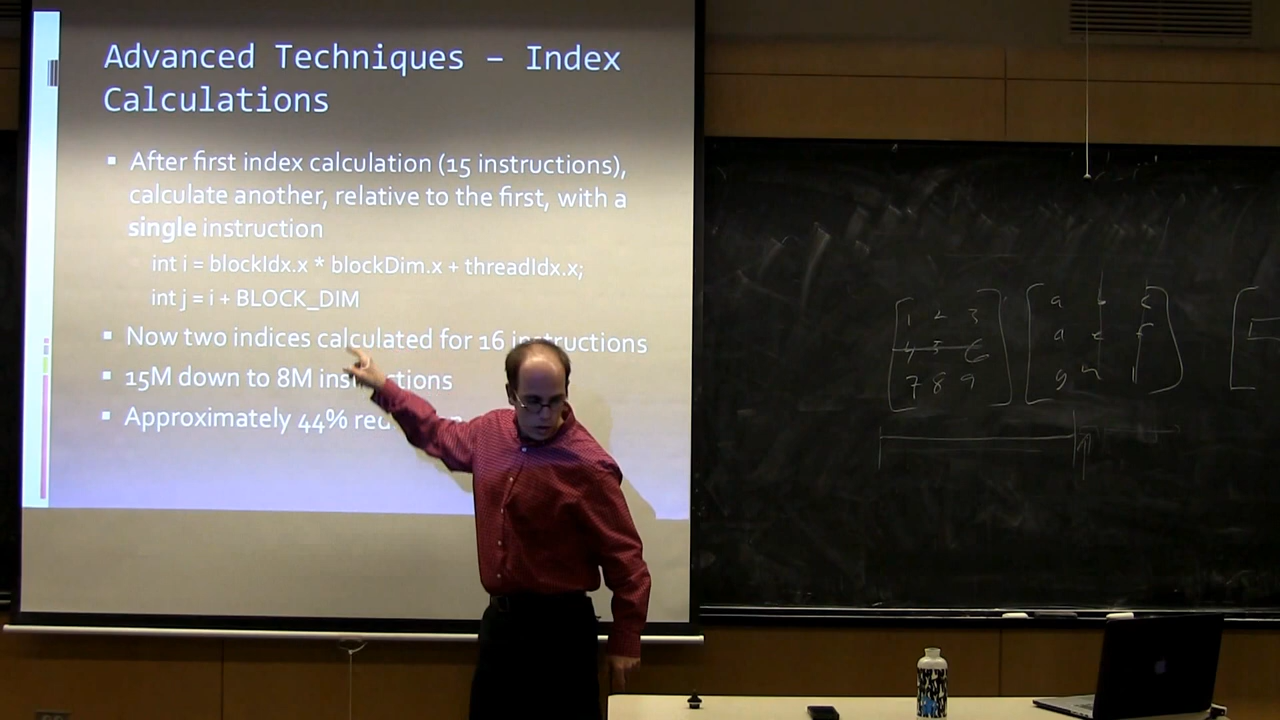 Advanced Techniques – Index
Calculations
▪ After first index calculation (15 instructions),
calculate another, relative to the first, with a
single instruction
int i = blockIdx.x * blockDim.x + threadIdx.x;
int j = i + BLOCK_DIM
▪ Now two indices calculated for 16 instructions
▪ 15M down to 8M instructions
▪ Approximately 44%
1 2 3 a b c
4 5 6 e f
7 8 9 g h